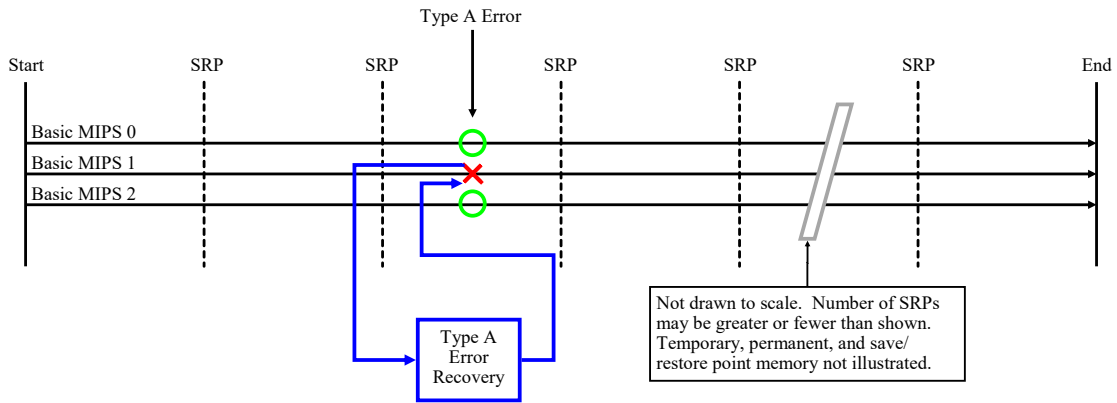 Type A Error
Start
SRP
SRP
SRP
SRP
SRP
End
Basic MIPS 0
Basic MIPS 1
Basic MIPS 2
Type A
Error
Recovery
Not drawn to scale. Number of SRPs
may be greater or fewer than shown.
Temporary, permanent, and save/
restore point memory not illustrated.